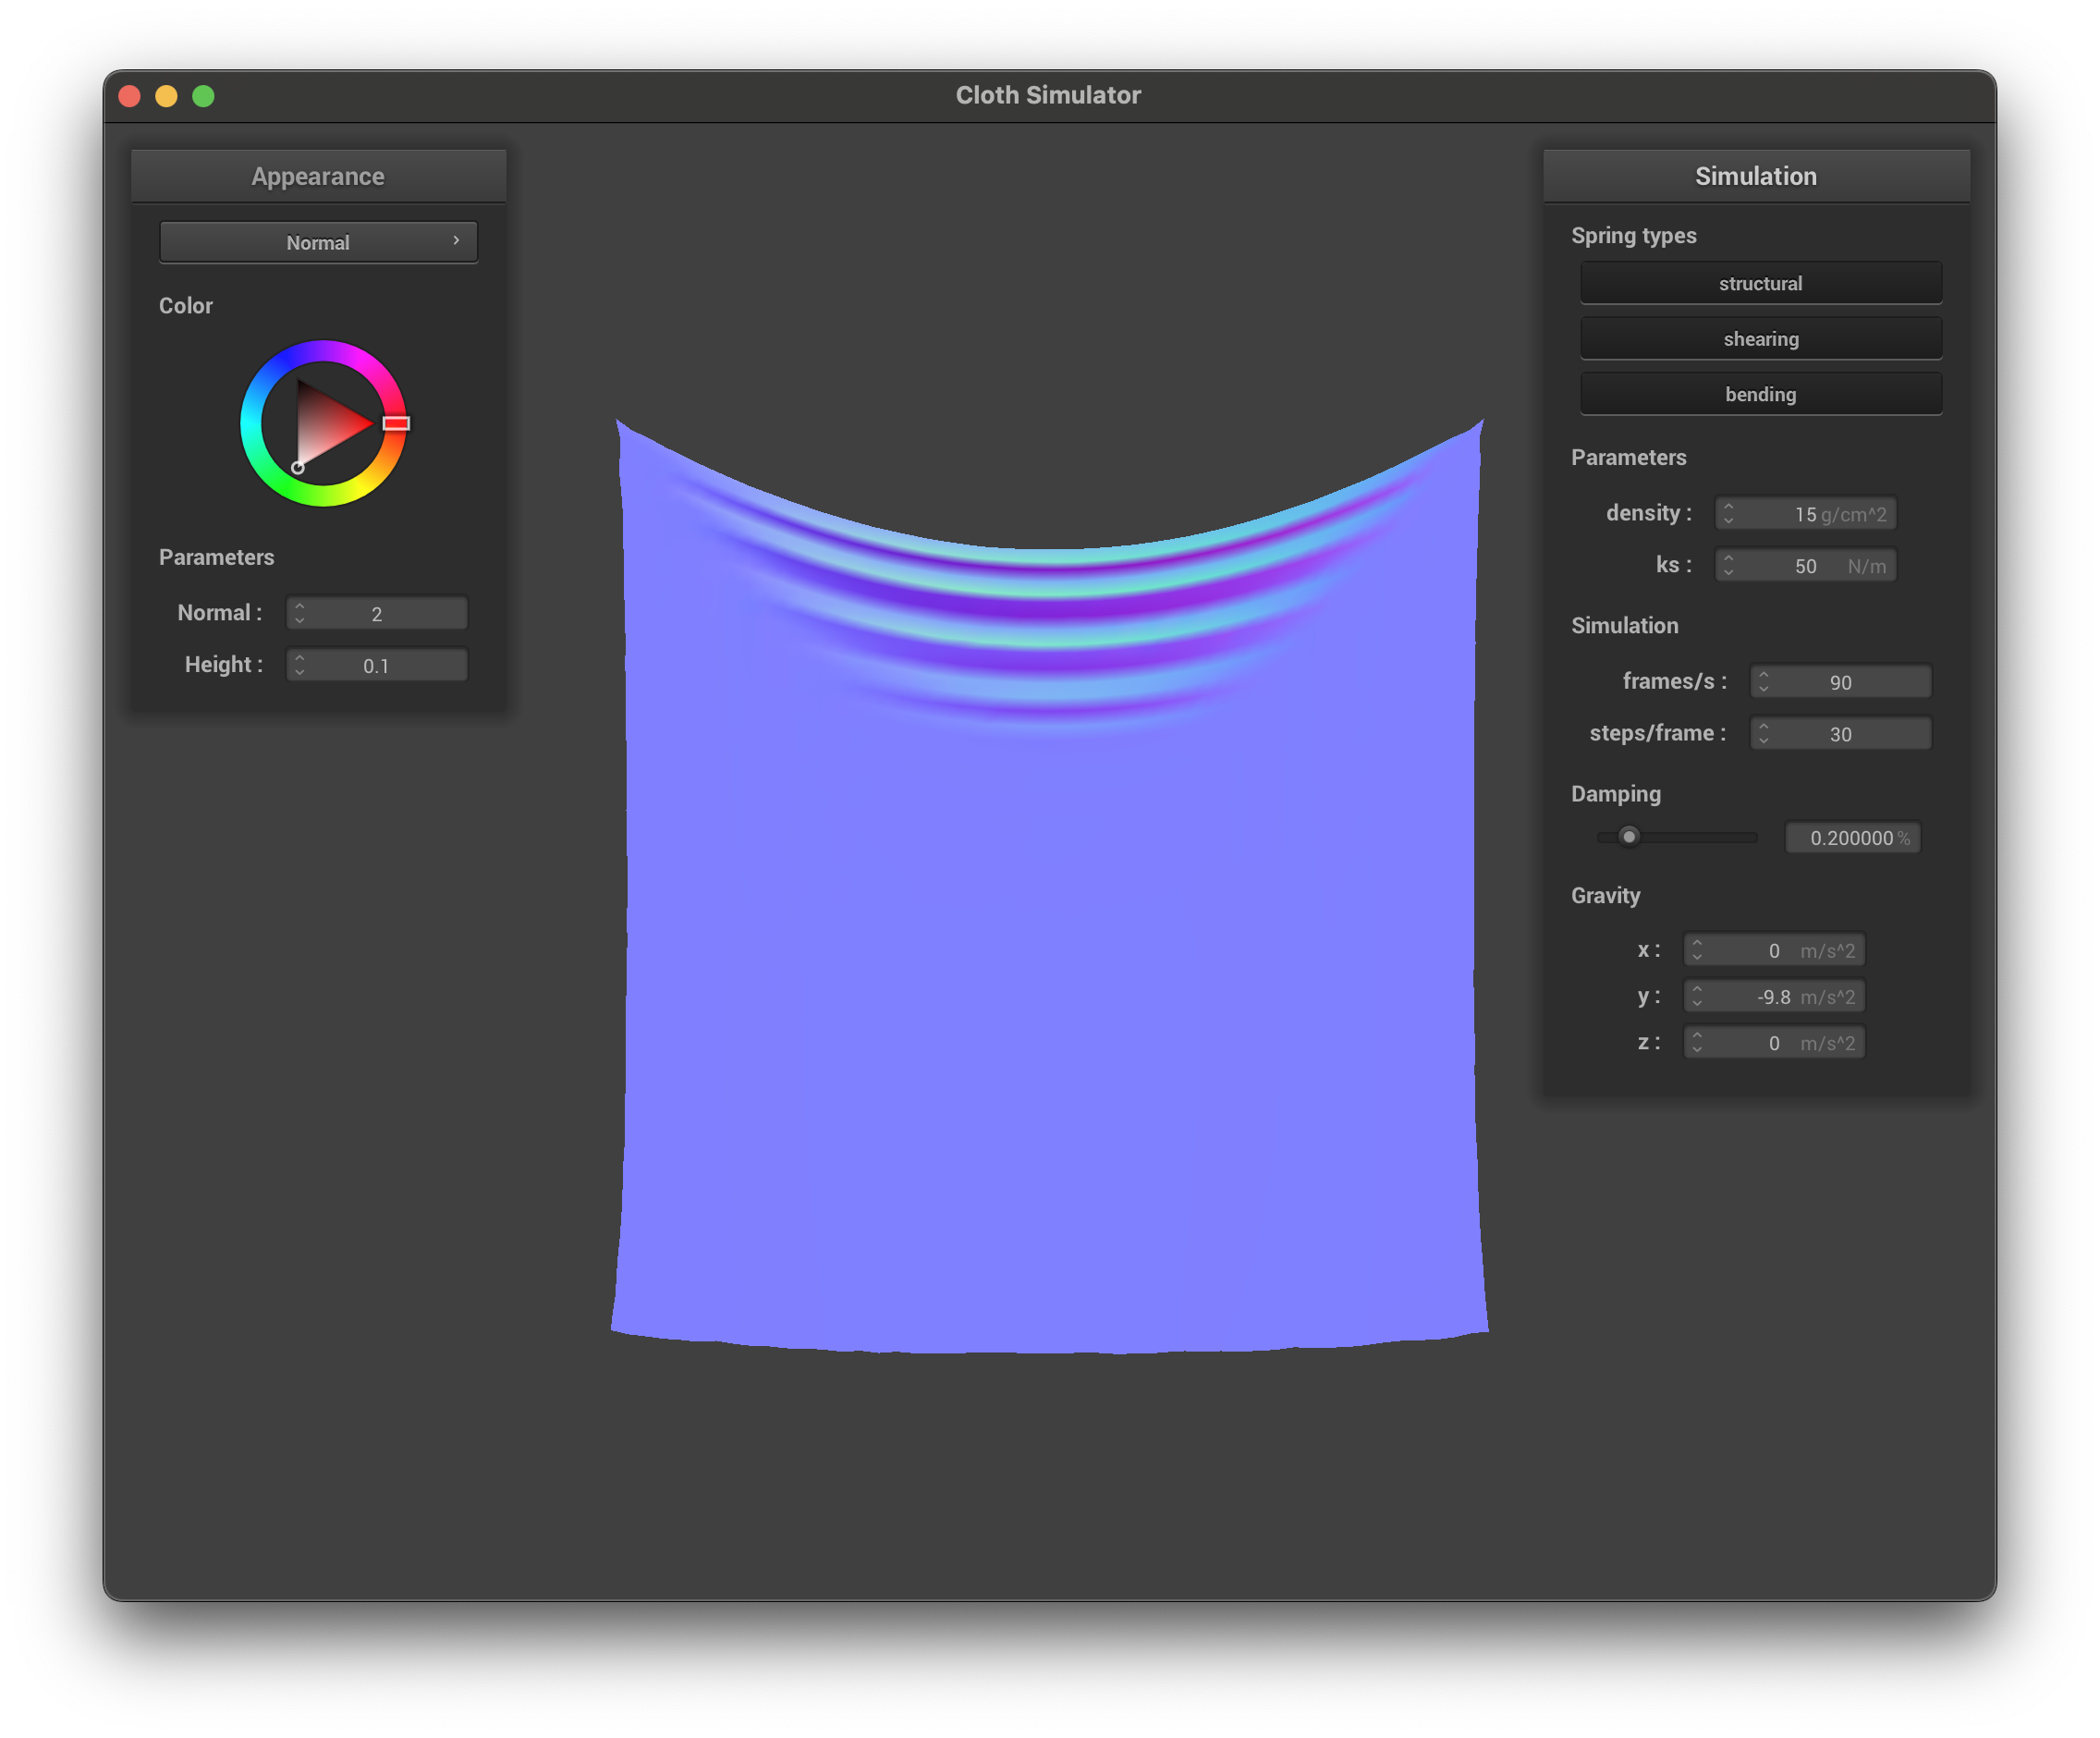 Cloth Simulator
Appearance
Normal
Color
Parameters
Normal : 2
Height : 0.1
Simulation
Spring types
structural
shearing
bending
Parameters
density : 15 g/cm^2
ks : 50 N/m
Simulation
frames/s : 90
steps/frame : 30
Damping
0.200000 %
Gravity
x : 0 m/s^2
y : -9.8 m/s^2
z : 0 m/s^2